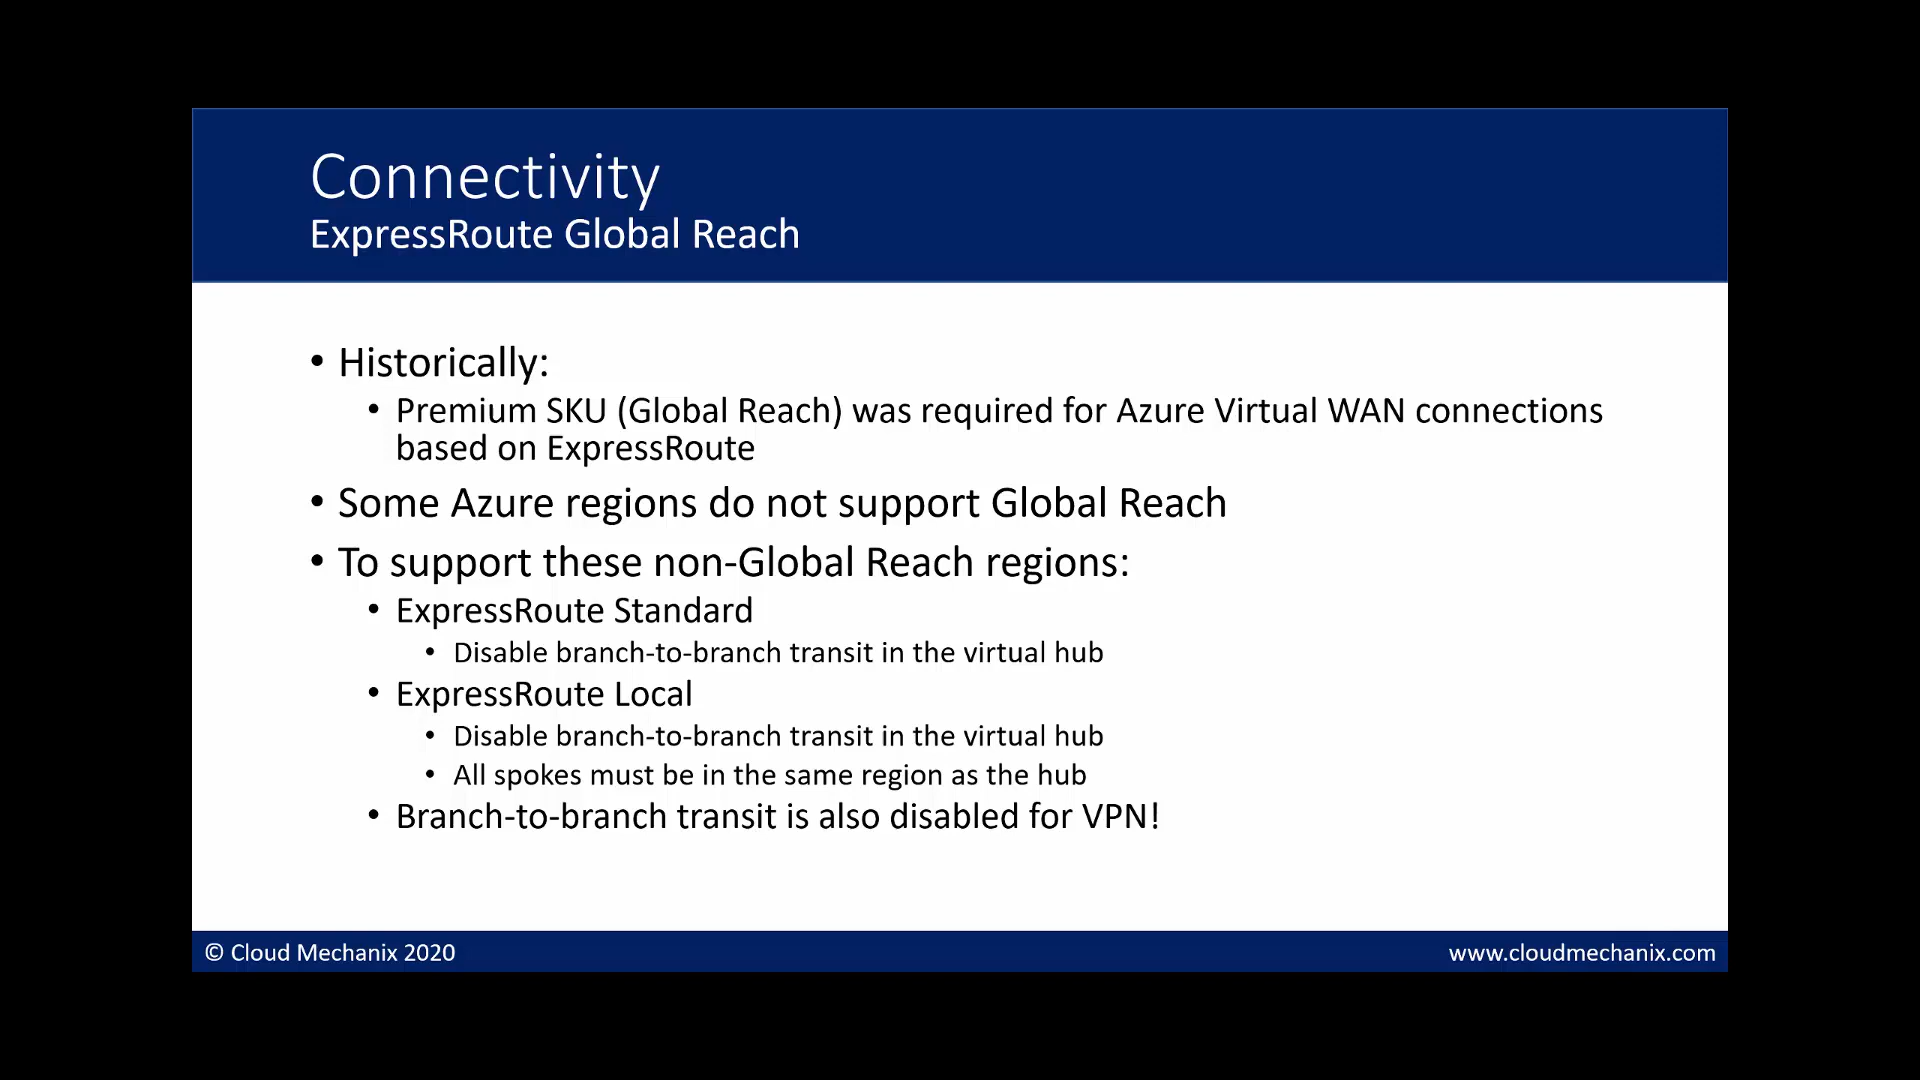 Connectivity
ExpressRoute Global Reach
• Historically:
• Premium SKU (Global Reach) was required for Azure Virtual WAN connections
based on ExpressRoute
• Some Azure regions do not support Global Reach
• To support these non-Global Reach regions:
• ExpressRoute Standard
• Disable branch-to-branch transit in the virtual hub
• ExpressRoute Local
• Disable branch-to-branch transit in the virtual hub
• All spokes must be in the same region as the hub
• Branch-to-branch transit is also disabled for VPN!
© Cloud Mechanix 2020
www.cloudmechanix.com